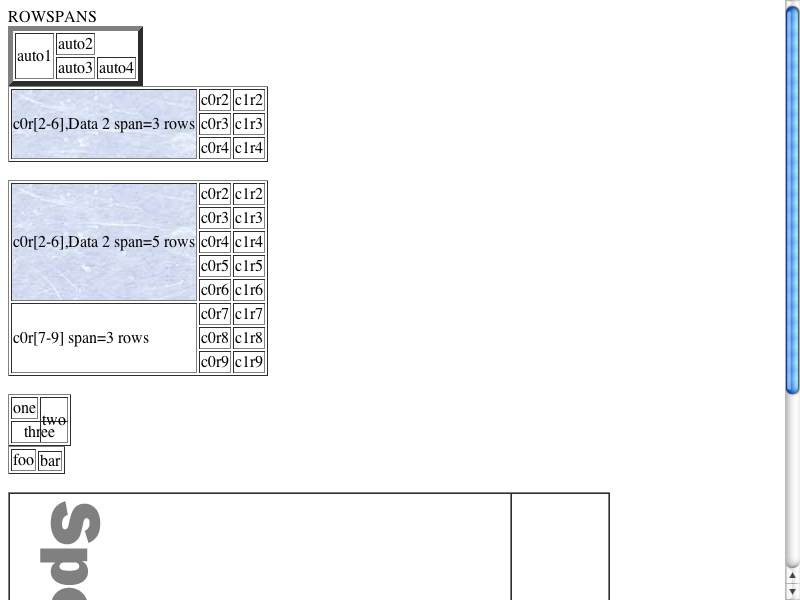 ROWSPANS
auto1 auto2
auto3 auto4
c0r[2-6],Data 2 span=3 rows c0r2 c1r2
c0r3 c1r3
c0r4 c1r4
c0r[2-6],Data 2 span=5 rows c0r2 c1r2
c0r3 c1r3
c0r4 c1r4
c0r5 c1r5
c0r6 c1r6
c0r[7-9] span=3 rows c0r7 c1r7
c0r8 c1r8
c0r9 c1r9
one two
three
foo bar